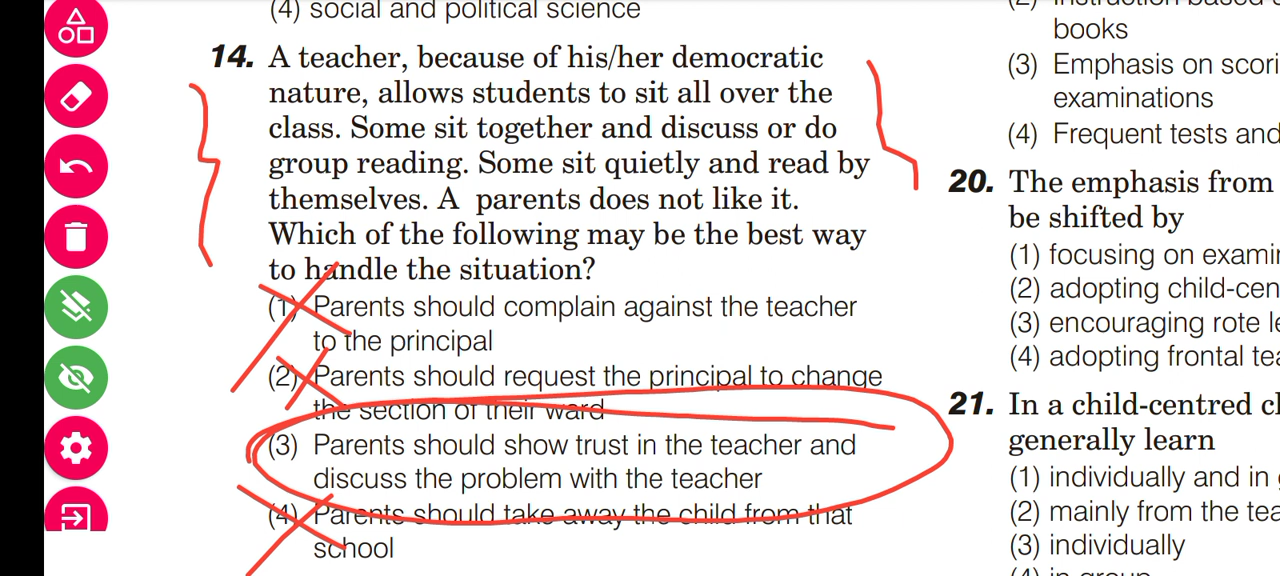 (4) social and political science
14. A teacher, because of his/her democratic
nature, allows students to sit all over the
class. Some sit together and discuss or do
group reading. Some sit quietly and read by
themselves. A parents does not like it.
Which of the following may be the best way
to handle the situation?
(1) Parents should complain against the teacher
to the principal
(2) Parents should request the principal to change
the section of their ward
(3) Parents should show trust in the teacher and
discuss the problem with the teacher
(4) Parents should take away the child from that
school
books
(3) Emphasis on scori
examinations
(4) Frequent tests and
20. The emphasis from
be shifted by
(1) focusing on examin
(2) adopting child-cen
(3) encouraging rote le
(4) adopting frontal tea
21. In a child-centred cl
generally learn
(1) individually and in g
(2) mainly from the tea
(3) individually